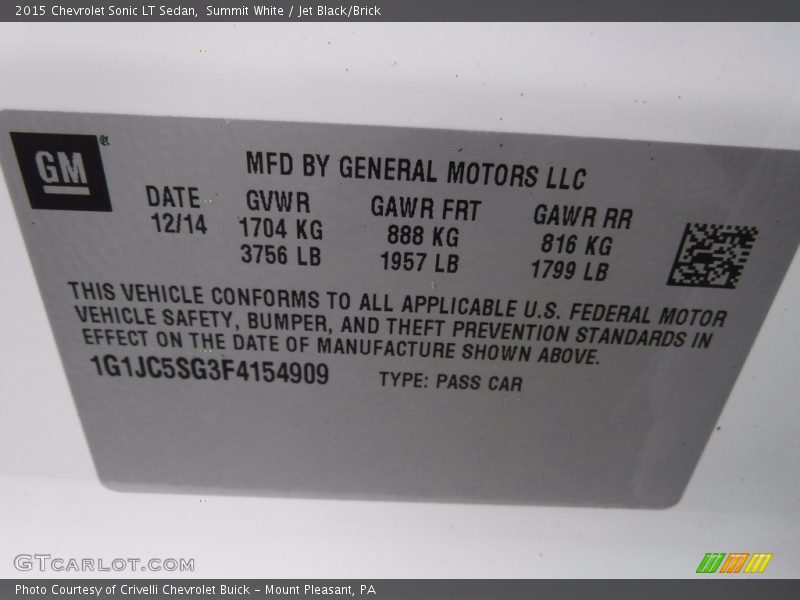 2015 Chevrolet Sonic LT Sedan,  Summit White / Jet Black/Brick
GM®
MFD BY GENERAL MOTORS LLC
DATE GVWR GAWR FRT GAWR RR
12/14 1704 KG 888 KG 816 KG
3756 LB 1957 LB 1799 LB
THIS VEHICLE CONFORMS TO ALL APPLICABLE U.S. FEDERAL MOTOR
VEHICLE SAFETY, BUMPER, AND THEFT PREVENTION STANDARDS IN
EFFECT ON THE DATE OF MANUFACTURE SHOWN ABOVE.
1G1JC5SG3F4154909 TYPE: PASS CAR
GTCARLOT.COM
Photo Courtesy of Crivelli Chevrolet Buick - Mount Pleasant, PA